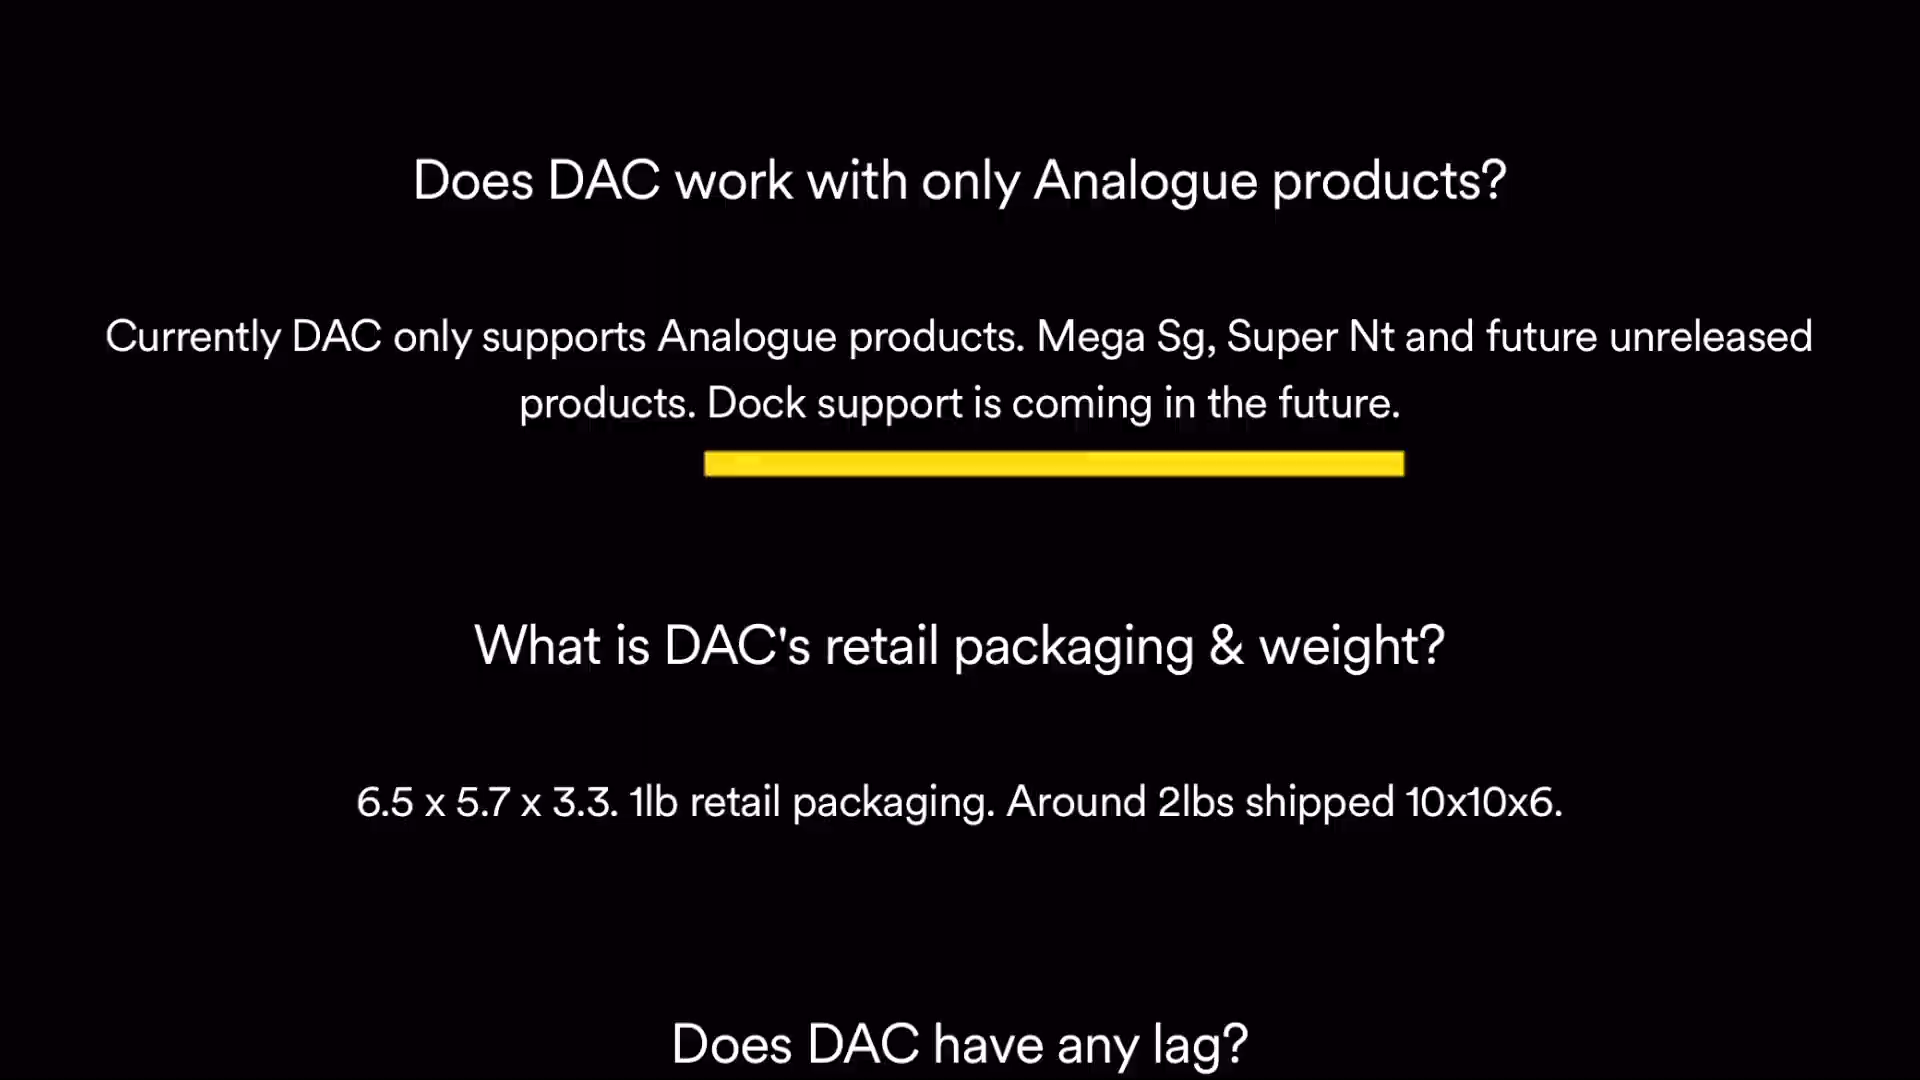 Does DAC work with only Analogue products?
Currently DAC only supports Analogue products. Mega Sg, Super Nt and future unreleased
products. Dock support is coming in the future.
What is DAC's retail packaging & weight?
6.5 x 5.7 x 3.3. 1lb retail packaging. Around 2lbs shipped 10x10x6.
Does DAC have any lag?